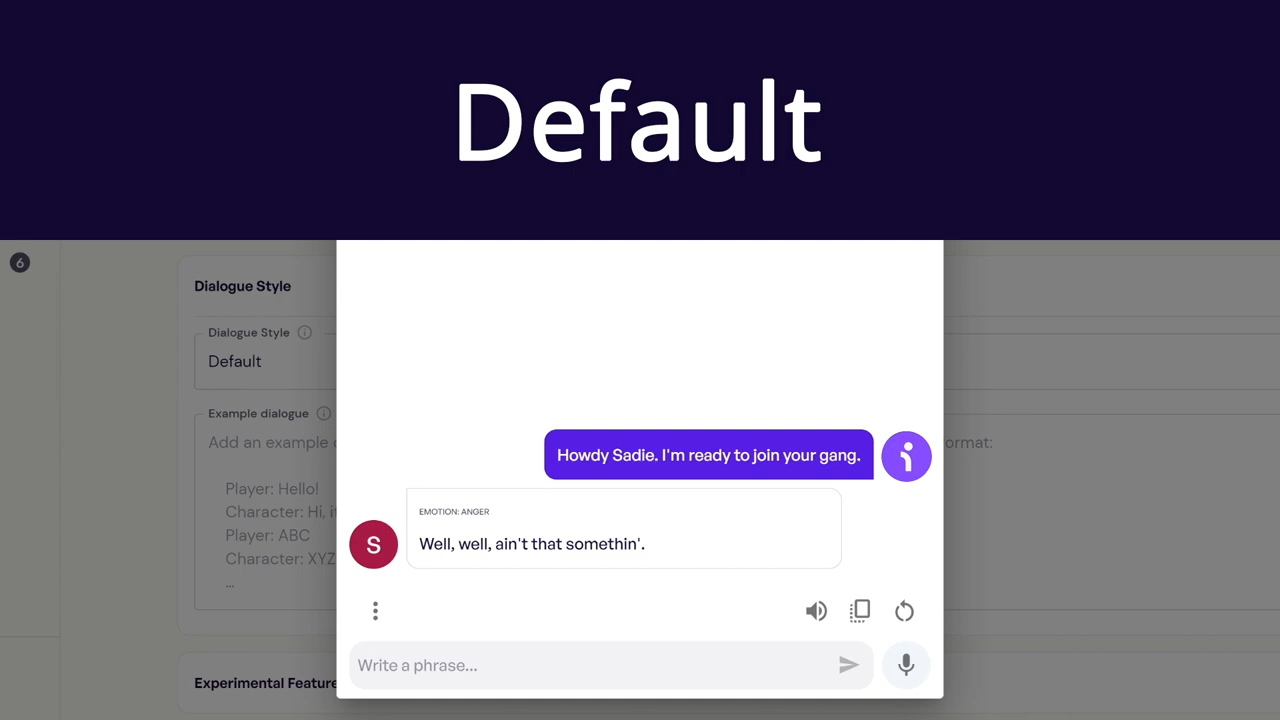 Default
6
Dialogue Style
Dialogue Style
Default
Example dialogue
Add an example
ormat:
Howdy Sadie. I'm ready to join your gang.
Player: Hello!
Character: Hi, i
Player: ABC
Character: XYZ
...
EMOTION: ANGER
S
Well, well, ain't that somethin'.
Write a phrase...
Experimental Feature